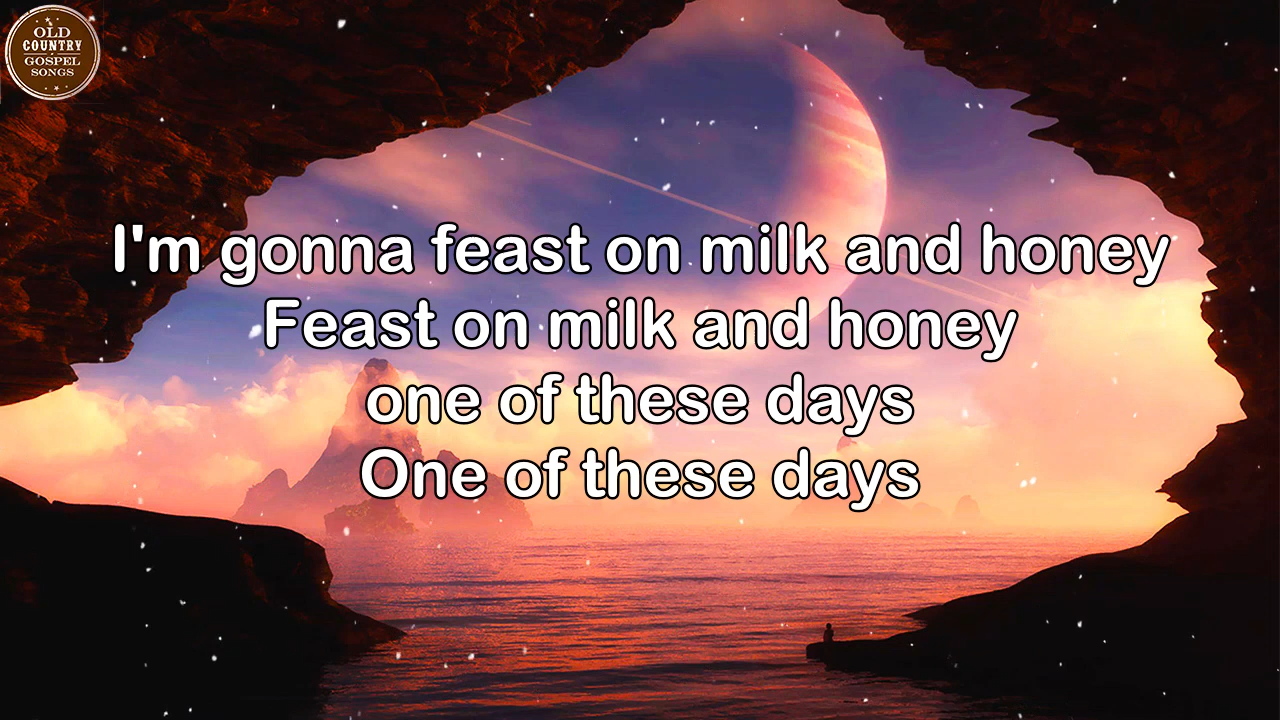 OLD
COUNTRY
GOSPEL
SONGS
I'm gonna feast on milk and honey
Feast on milk and honey
one of these days
One of these days